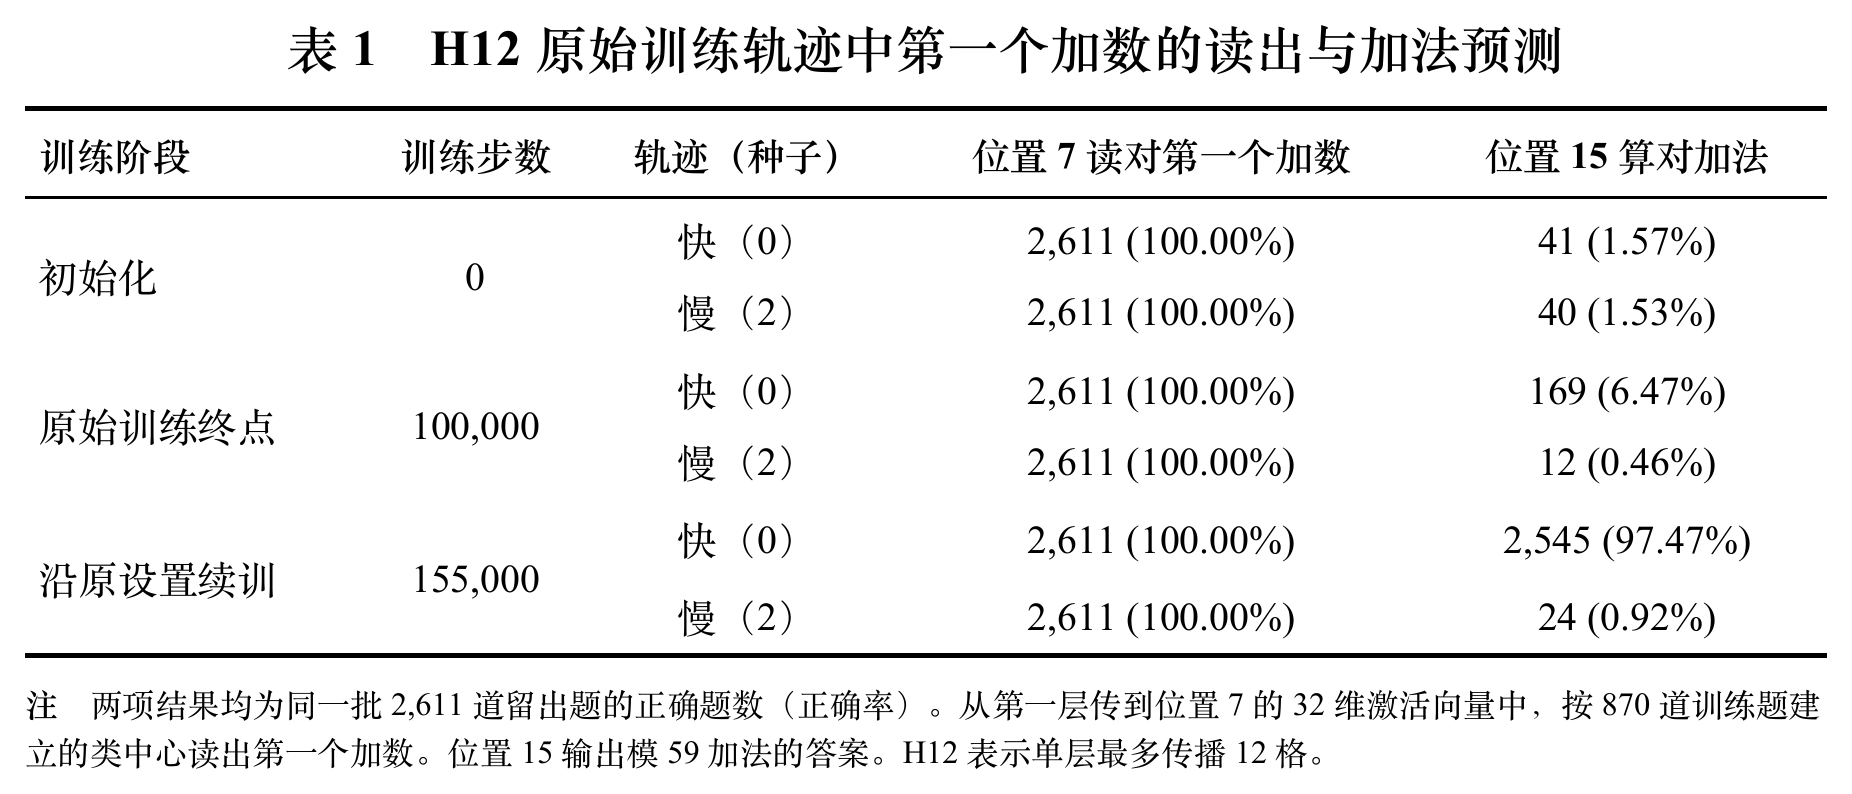 表 1 H12 原始训练轨迹中第一个加数的读出与加法预测
训练阶段 训练步数 轨迹（种子） 位置 7 读对第一个加数 位置 15 算对加法
快（0） 2,611 (100.00%) 41 (1.57%)
初始化 0
慢（2） 2,611 (100.00%) 40 (1.53%)
快（0） 2,611 (100.00%) 169 (6.47%)
原始训练终点 100,000
慢（2） 2,611 (100.00%) 12 (0.46%)
快（0） 2,611 (100.00%) 2,545 (97.47%)
沿原设置续训 155,000
慢（2） 2,611 (100.00%) 24 (0.92%)
注 两项结果均为同一批 2,611 道留出题的正确题数（正确率）。从第一层传到位置 7 的 32 维激活向量中，按 870 道训练题建
立的类中心读出第一个加数。位置 15 输出模 59 加法的答案。H12 表示单层最多传播 12 格。